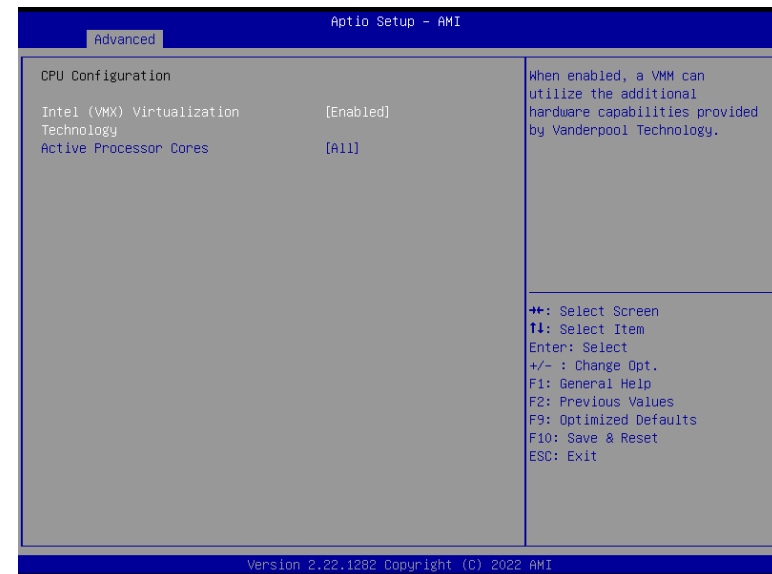 Aptio Setup – AMI
Advanced
CPU Configuration
Intel (VMX) Virtualization [Enabled]
Technology
Active Processor Cores [All]
When enabled, a VMM can
utilize the additional
hardware capabilities provided
by Vanderpool Technology.
→←: Select Screen
↑↓: Select Item
Enter: Select
+/- : Change Opt.
F1: General Help
F2: Previous Values
F9: Optimized Defaults
F10: Save & Reset
ESC: Exit
Version 2.22.1282 Copyright (C) 2022 AMI